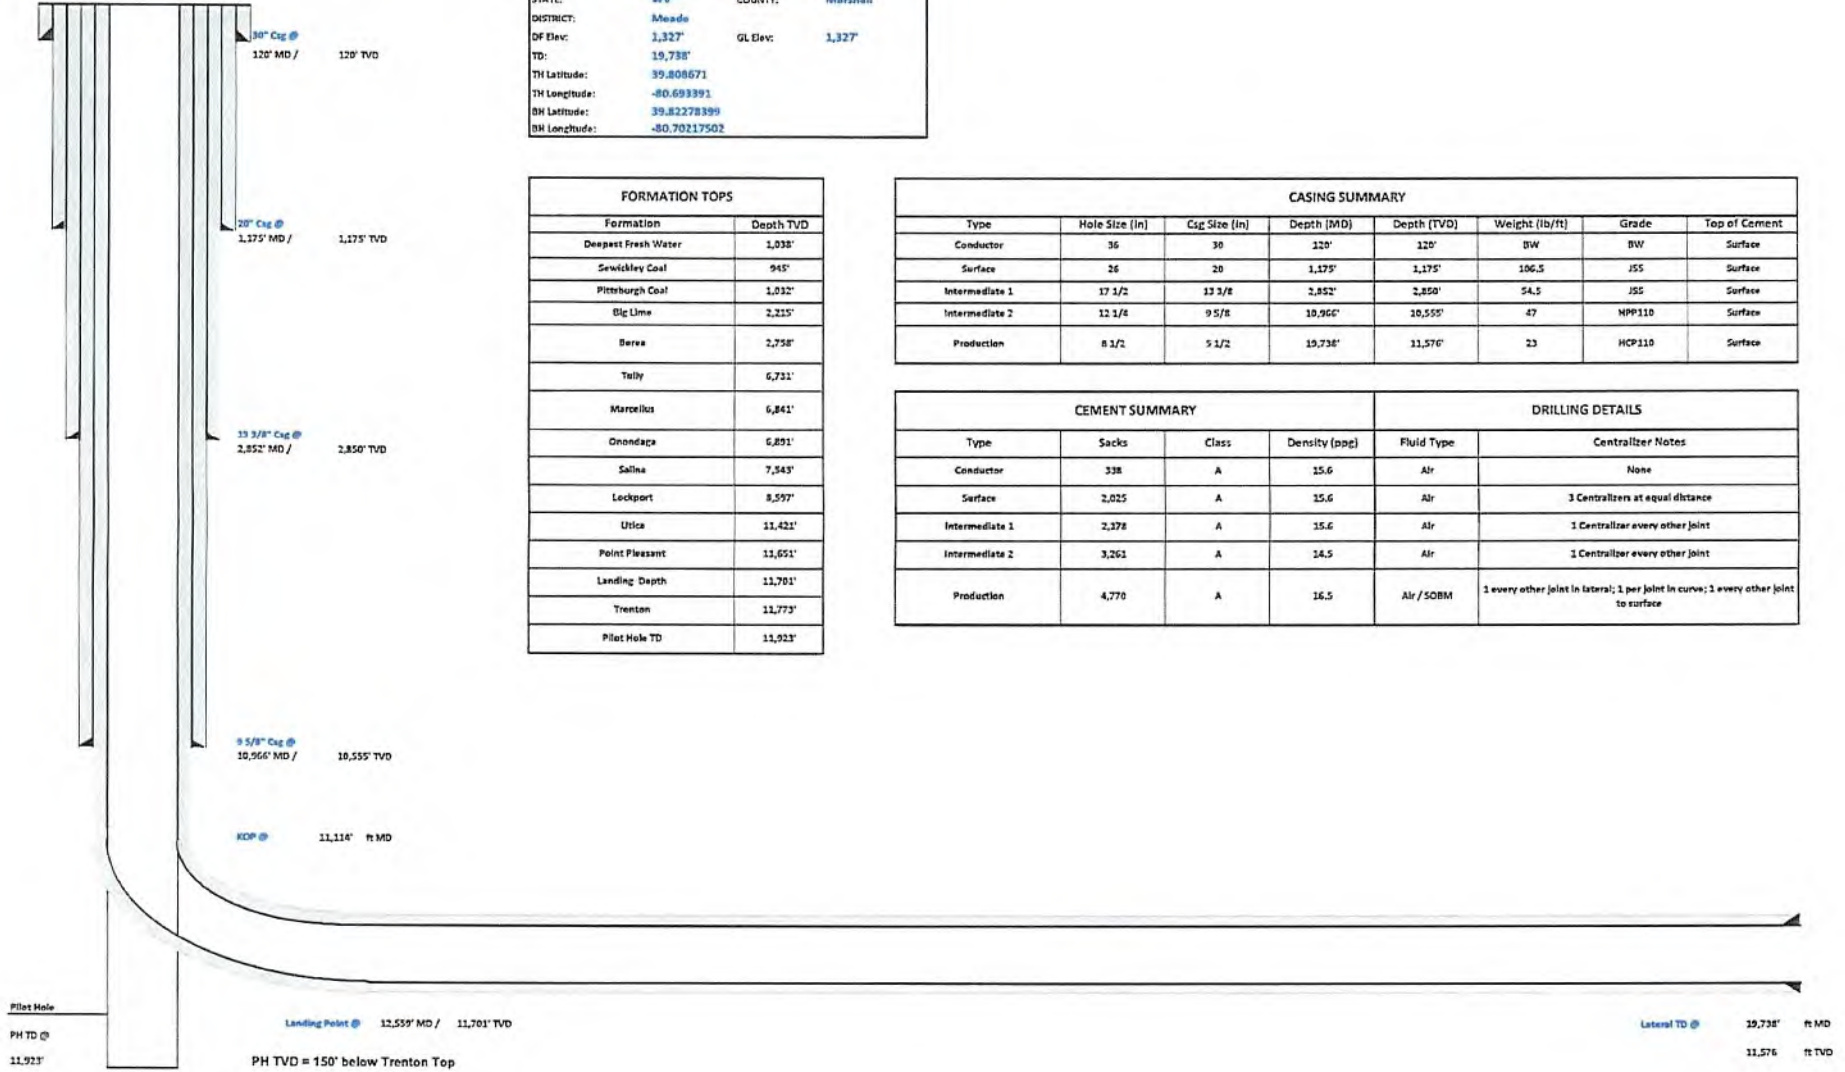 30" Csg @
120' MD / 120' TVD
DISTRICT: Meade
DF Elev: 1,327' GL Elev: 1,327'
TD: 19,738'
TH Latitude: 39.808671
TH Longitude: -80.693391
BH Latitude: 39.82278399
BH Longitude: -80.70217502
20" Csg @
1,175' MD / 1,175' TVD
13 3/8" Csg @
2,852' MD / 2,850' TVD
9 5/8" Csg @
10,966' MD / 10,555' TVD
KOP @ 11,114' ft MD
FORMATION TOPS
Formation Depth TVD
Deepest Fresh Water 1,038'
Sewickley Coal 945'
Pittsburgh Coal 1,032'
Big Lime 2,215'
Berea 2,758'
Tully 6,731'
Marcellus 6,841'
Onondaga 6,891'
Salina 7,543'
Lockport 8,597'
Utica 11,421'
Point Pleasant 11,651'
Landing Depth 11,701'
Trenton 11,773'
Pilot Hole TD 11,923'
CASING SUMMARY
Type Hole Size (in) Csg Size (in) Depth (MD) Depth (TVD) Weight (lb/ft) Grade Top of Cement
Conductor 36 30 120' 120' BW BW Surface
Surface 26 20 1,175' 1,175' 106.5 J55 Surface
Intermediate 1 17 1/2 13 3/8 2,852' 2,850' 54.5 J55 Surface
Intermediate 2 12 1/4 9 5/8 10,966' 10,555' 47 HPP110 Surface
Production 8 1/2 5 1/2 19,738' 11,576' 23 HCP110 Surface
CEMENT SUMMARY DRILLING DETAILS
Type Sacks Class Density (ppg) Fluid Type Centralizer Notes
Conductor 338 A 15.6 Air None
Surface 2,025 A 15.6 Air 3 Centralizers at equal distance
Intermediate 1 2,178 A 15.6 Air 1 Centralizer every other joint
Intermediate 2 3,261 A 14.5 Air 1 Centralizer every other joint
Production 4,770 A 16.5 Air / SOBM 1 every other joint in lateral; 1 per joint in curve; 1 every other joint
to surface
Pilot Hole
PH TD @
11,923'
Landing Point @ 12,559' MD / 11,701' TVD
PH TVD = 150' below Trenton Top
Lateral TD @ 19,738' ft MD
11,576 ft TVD